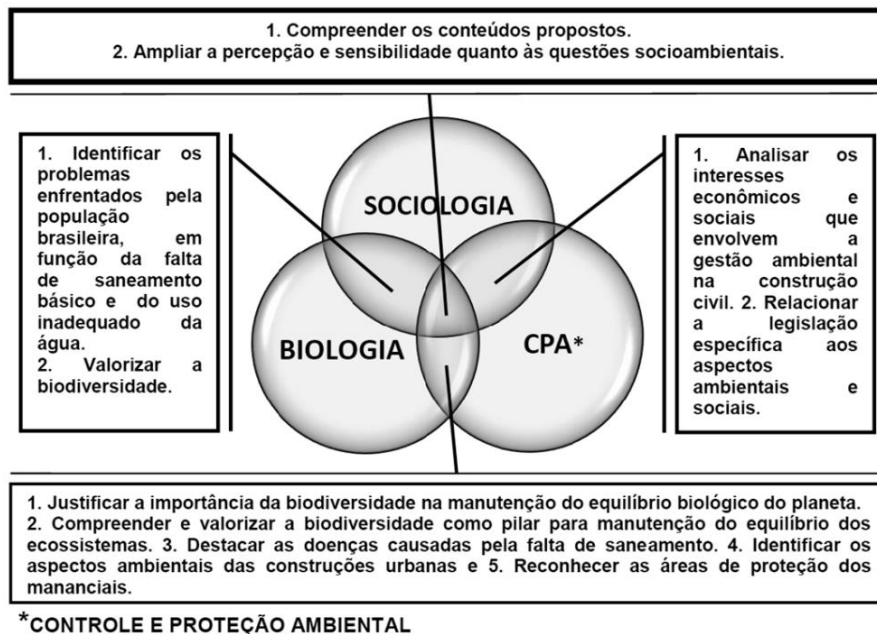 1. Compreender os conteúdos propostos.
2. Ampliar a percepção e sensibilidade quanto às questões socioambientais.
1. Identificar os
problemas
enfrentados pela
população
brasileira, em
função da falta
de saneamento
básico e do uso
inadequado da
água.
2. Valorizar a
biodiversidade.
SOCIOLOGIA
BIOLOGIA
CPA*
1. Analisar os
interesses
econômicos e
sociais que
envolvem a
gestão ambiental
na construção
civil. 2. Relacionar
a legislação
específica aos
aspectos
ambientais e
sociais.
1. Justificar a importância da biodiversidade na manutenção do equilíbrio biológico do planeta.
2. Compreender e valorizar a biodiversidade como pilar para manutenção do equilíbrio dos
ecossistemas. 3. Destacar as doenças causadas pela falta de saneamento. 4. Identificar os
aspectos ambientais das construções urbanas e 5. Reconhecer as áreas de proteção dos
mananciais.
*CONTROLE E PROTEÇÃO AMBIENTAL